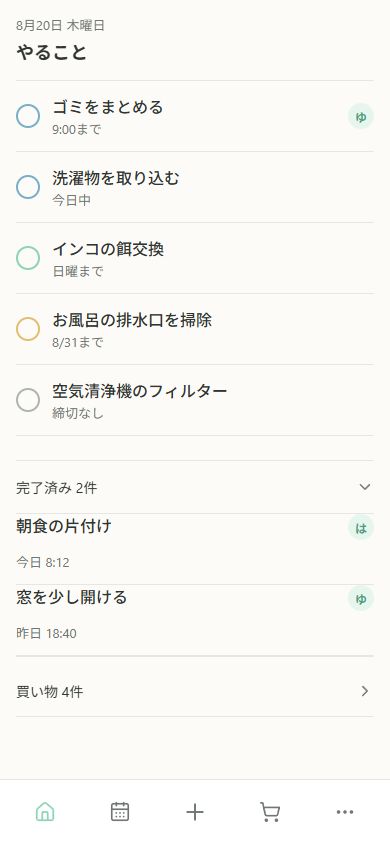 8月20日 木曜日
やること
ゴミをまとめる
ゆ
9:00まで
洗濯物を取り込む
今日中
インコの餌交換
日曜まで
お風呂の排水口を掃除
8/31まで
空気清浄機のフィルター
締切なし
完了済み 2件
朝食の片付け
は
今日 8:12
窓を少し開ける
ゆ
昨日 18:40
買い物 4件